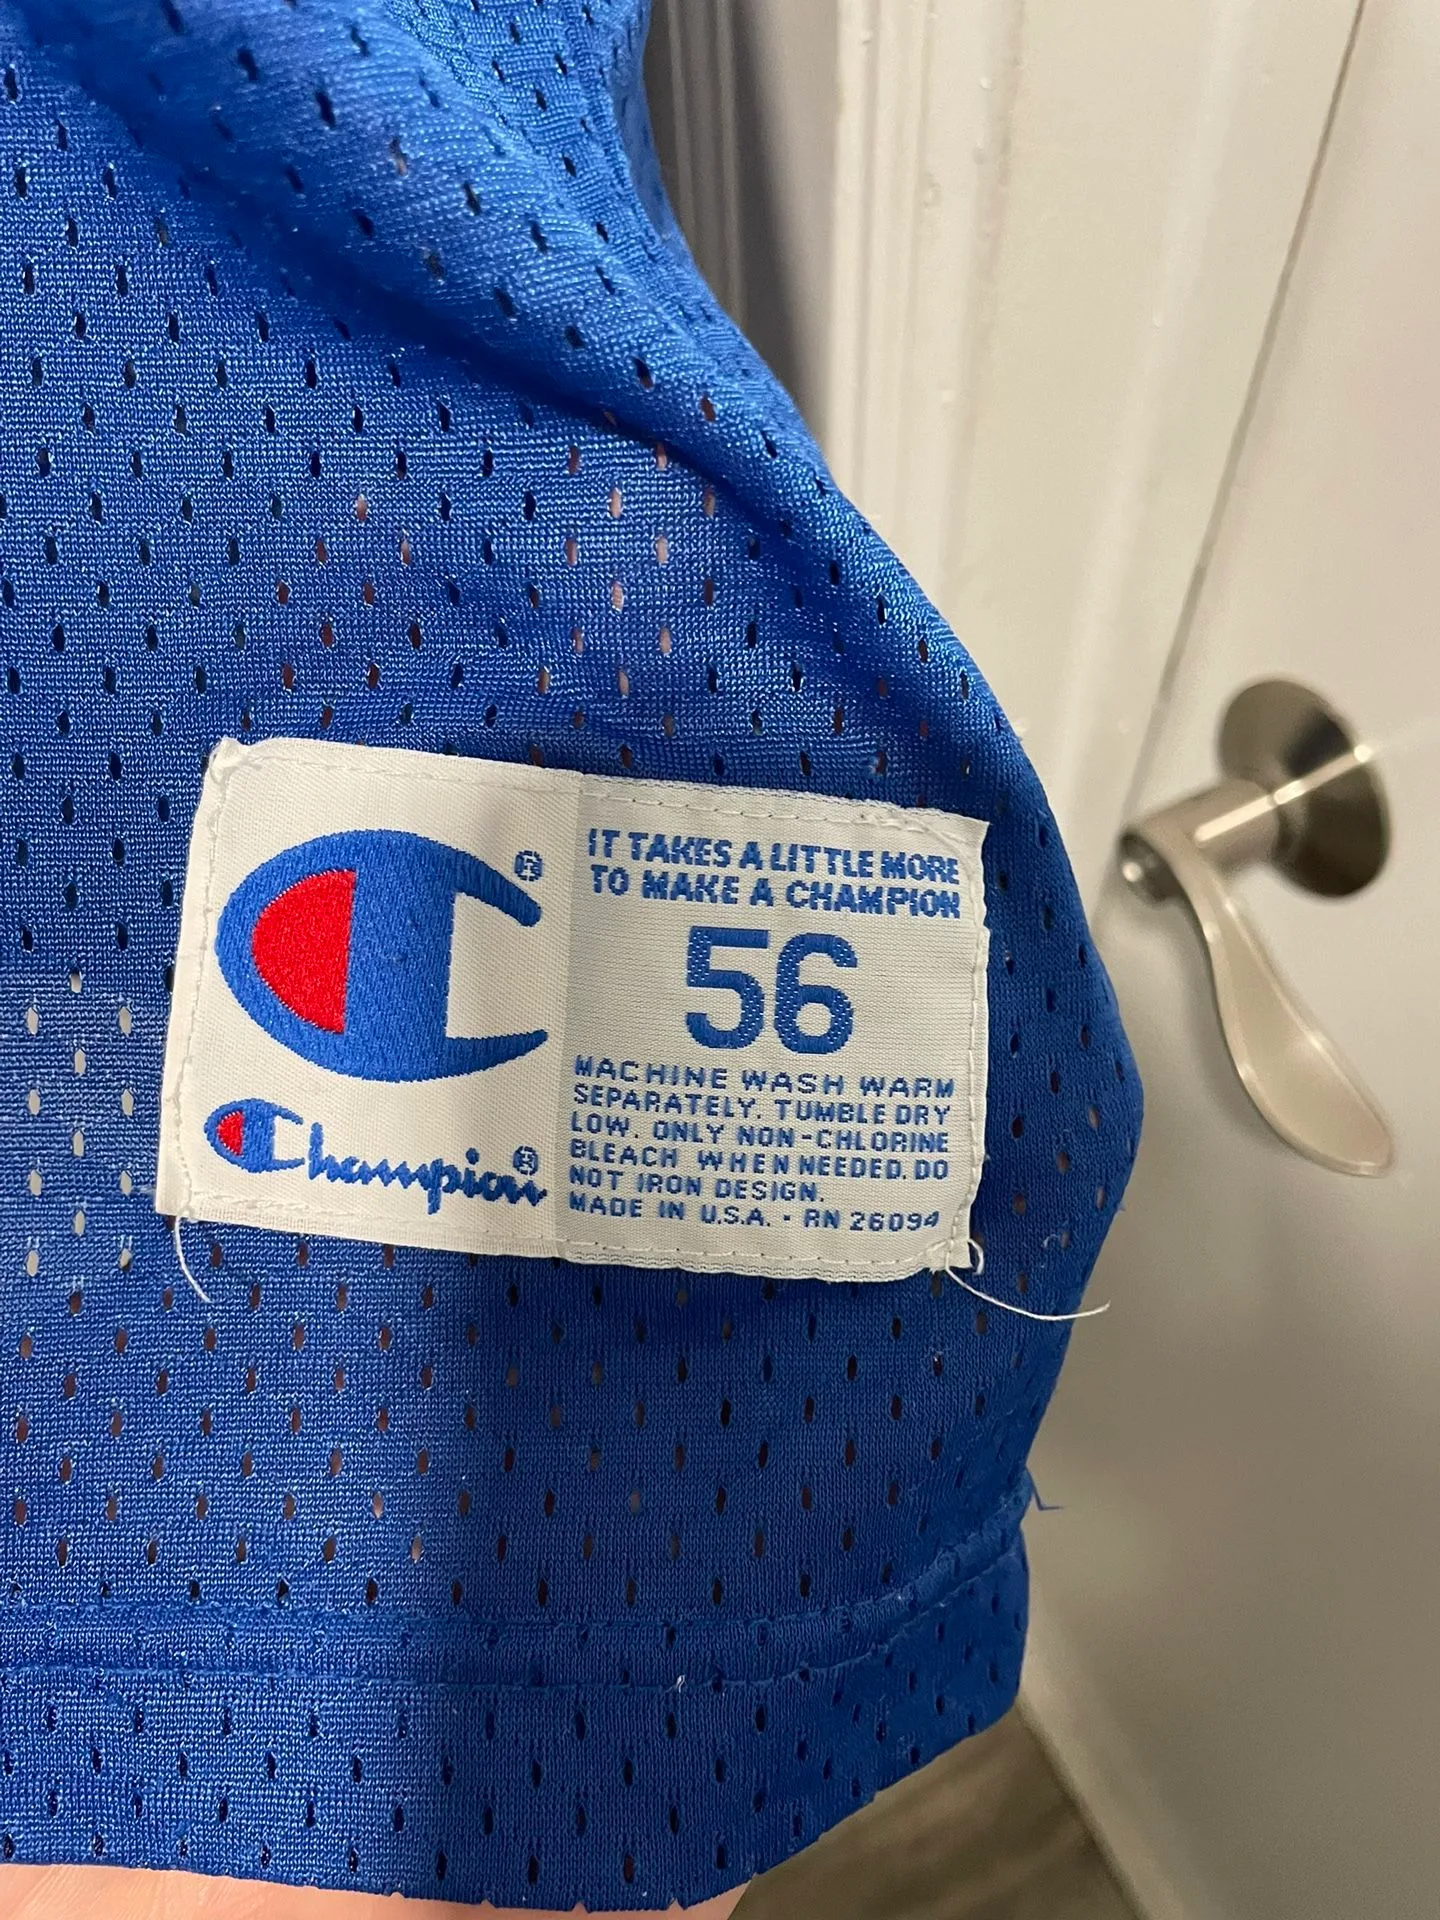 ®
IT TAKES A LITTLE MORE
TO MAKE A CHAMPION
56
MACHINE WASH WARM
SEPARATELY. TUMBLE DRY
LOW. ONLY NON-CHLORINE
BLEACH WHEN NEEDED. DO
NOT IRON DESIGN.
MADE IN U.S.A. · RN 26094
Champion®